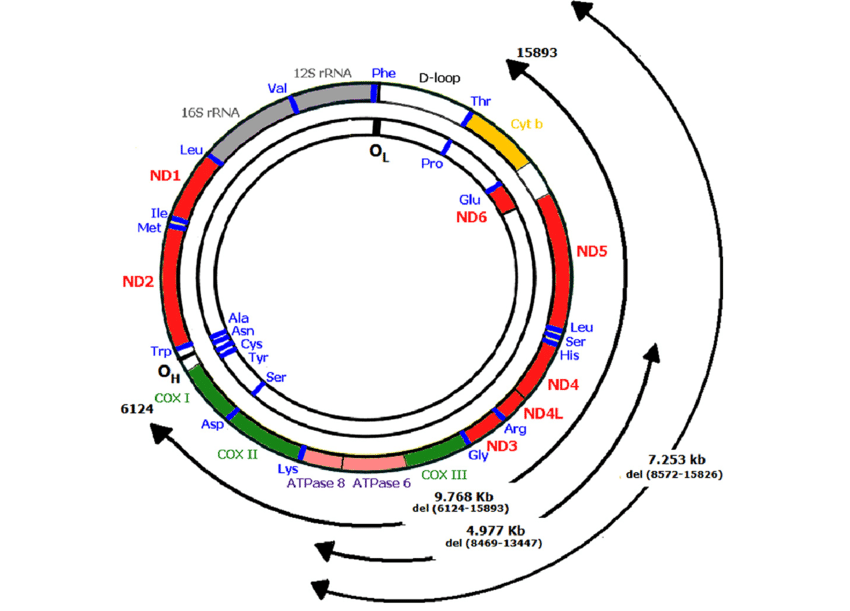 15893
12S rRNA
Phe
D-loop
Val
Thr
16S rRNA
Cyt b
OL
Pro
Leu
ND1
Glu
ND6
Ile
Met
ND5
ND2
Ala
Asn
Cys
Tyr
Leu
Ser
His
Trp
OH
Ser
ND4
COX I
6124
ND4L
Asp
Arg
ND3
COX II
Gly
Lys
COX III
ATPase 8
ATPase 6
7.253 Kb
del (8572-15826)
9.768 Kb
del (6124-15893)
4.977 Kb
del (8469-13447)